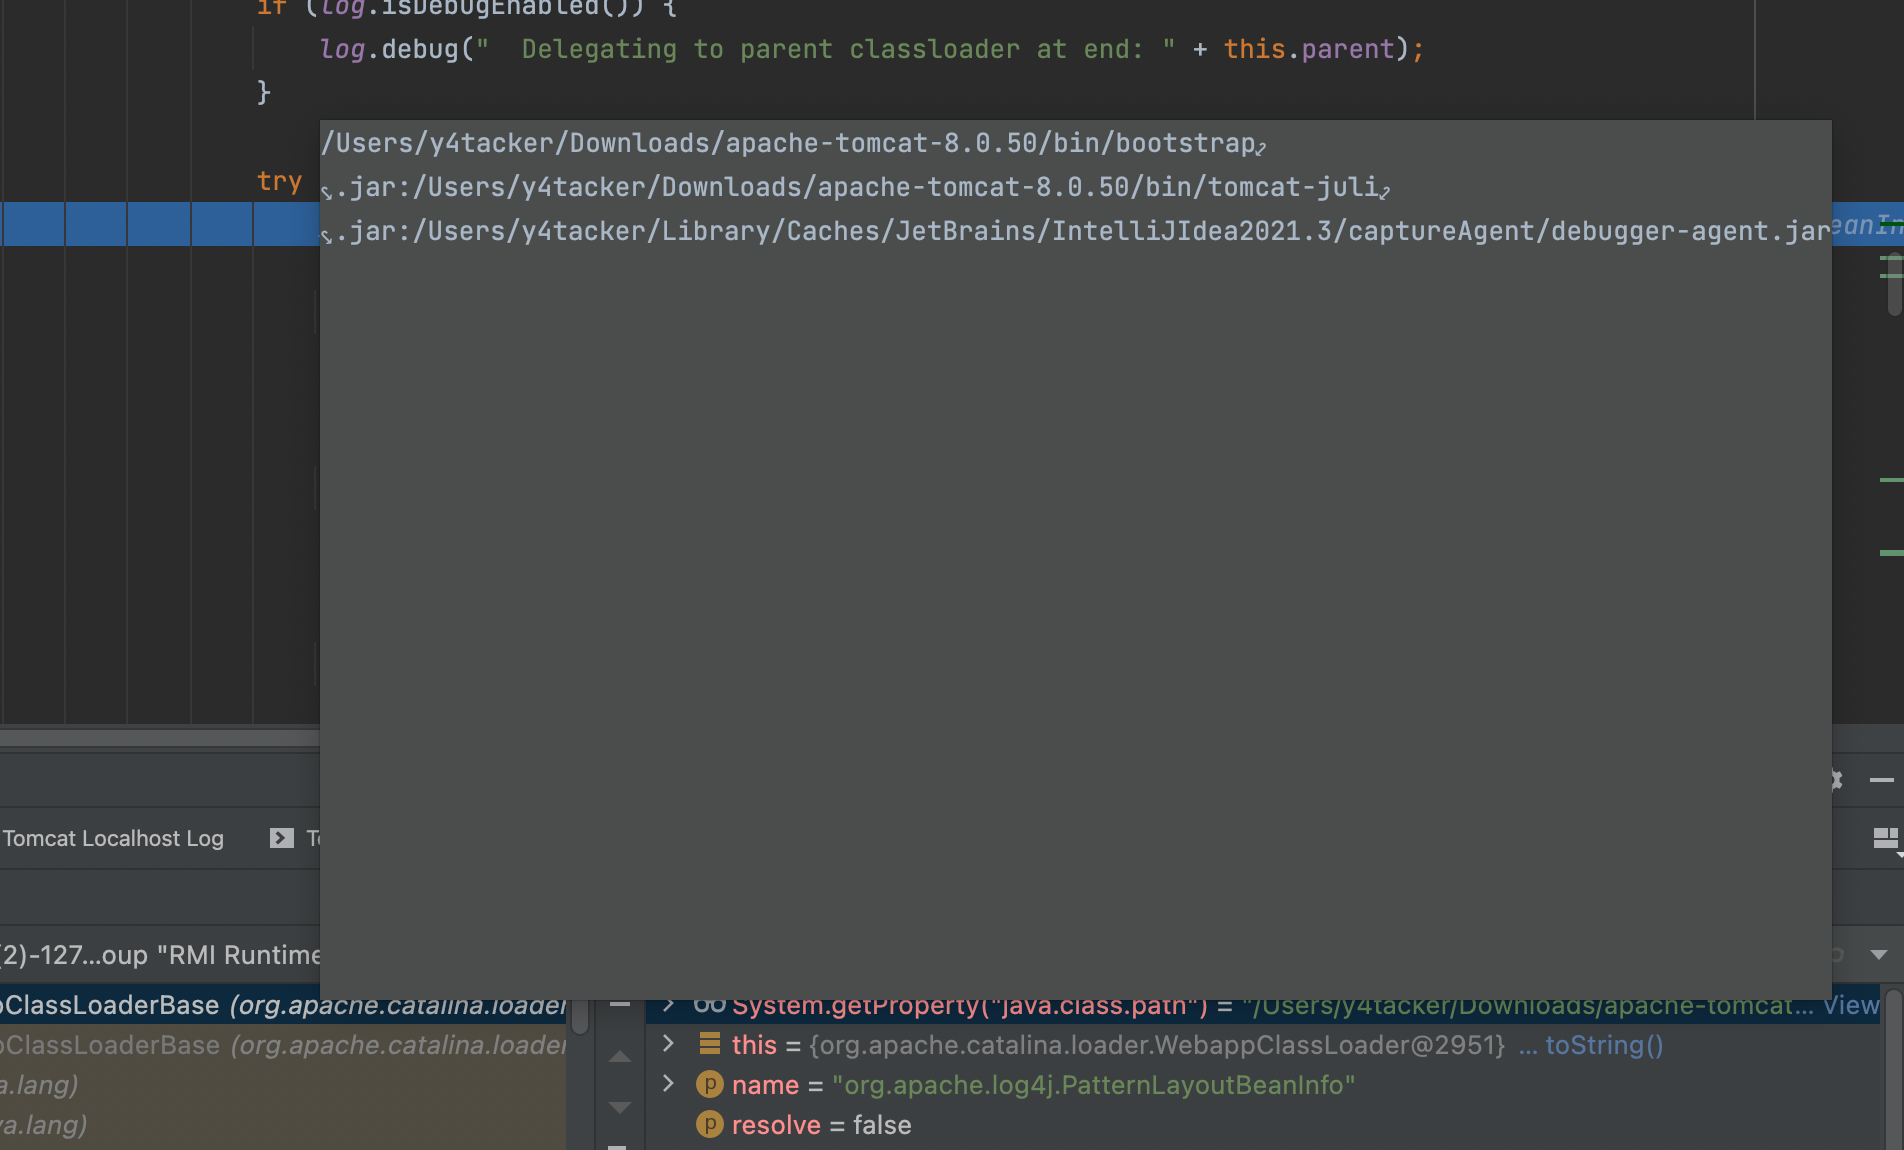 if (log.isDebugEnabled()) {
log.debug("  Delegating to parent classloader at end: " + this.parent);
}
try
/Users/y4tacker/Downloads/apache-tomcat-8.0.50/bin/bootstrap
.jar:/Users/y4tacker/Downloads/apache-tomcat-8.0.50/bin/tomcat-juli
.jar:/Users/y4tacker/Library/Caches/JetBrains/IntelliJIdea2021.3/captureAgent/debugger-agent.jar
eanIn
Tomcat Localhost Log
(2)-127...oup "RMI Runtime
pClassLoaderBase (org.apache.catalina.loader
pClassLoaderBase (org.apache.catalina.loader
a.lang)
va.lang)
System.getProperty("java.class.path") = "/Users/y4tacker/Downloads/apache-tomcat... View
this = {org.apache.catalina.loader.WebappClassLoader@2951} ... toString()
p name = "org.apache.log4j.PatternLayoutBeanInfo"
p resolve = false